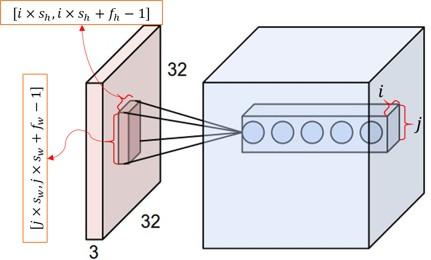 [i × s_h, i × s_h + f_h − 1]
32
i
j
[j × s_w, j × s_w + f_w − 1]
32
3